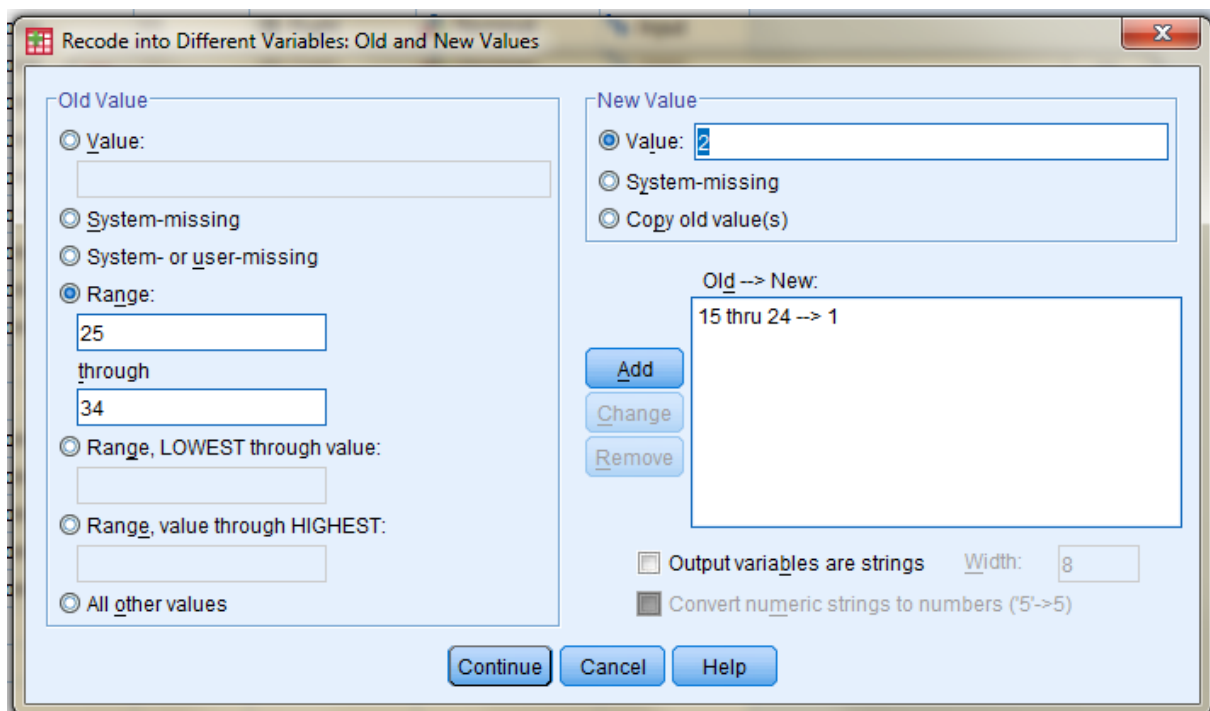 Recode into Different Variables: Old and New Values
Old Value
Value:
System-missing
System- or user-missing
Range:
25
through
34
Range, LOWEST through value:
Range, value through HIGHEST:
All other values
New Value
Value: 2
System-missing
Copy old value(s)
Old --> New:
15 thru 24 --> 1
Add
Change
Remove
Output variables are strings Width: 8
Convert numeric strings to numbers ('5'->5)
Continue Cancel Help